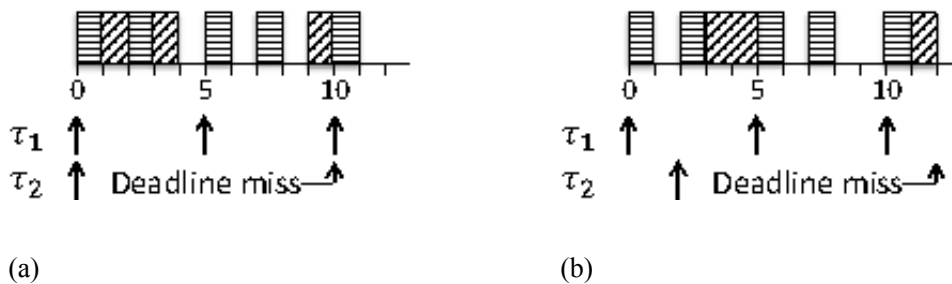 0 5 10 0 5 10
τ₁ τ₁
τ₂ Deadline miss τ₂ Deadline miss
(a) (b)